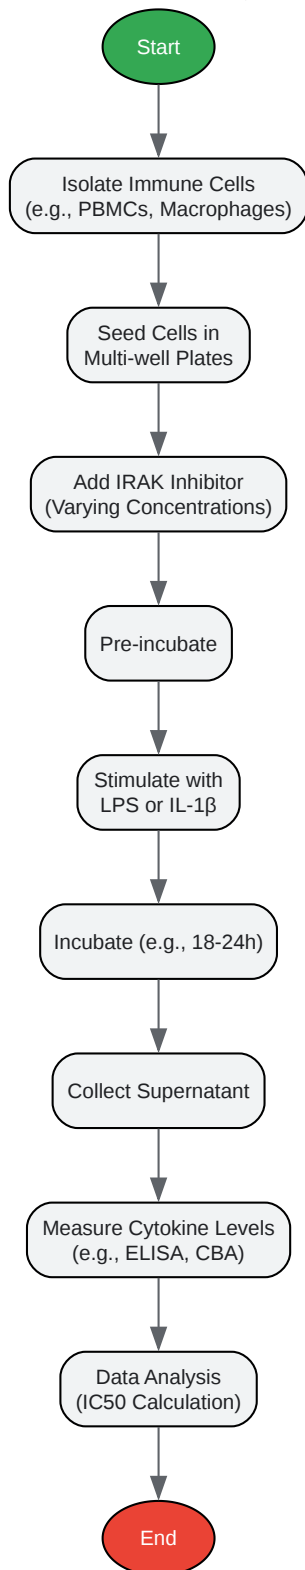 Start
Isolate Immune Cells
(e.g., PBMCs, Macrophages)
Seed Cells in
Multi-well Plates
Add IRAK Inhibitor
(Varying Concentrations)
Pre-incubate
Stimulate with
LPS or IL-1β
Incubate (e.g., 18-24h)
Collect Supernatant
Measure Cytokine Levels
(e.g., ELISA, CBA)
Data Analysis
(IC50 Calculation)
End